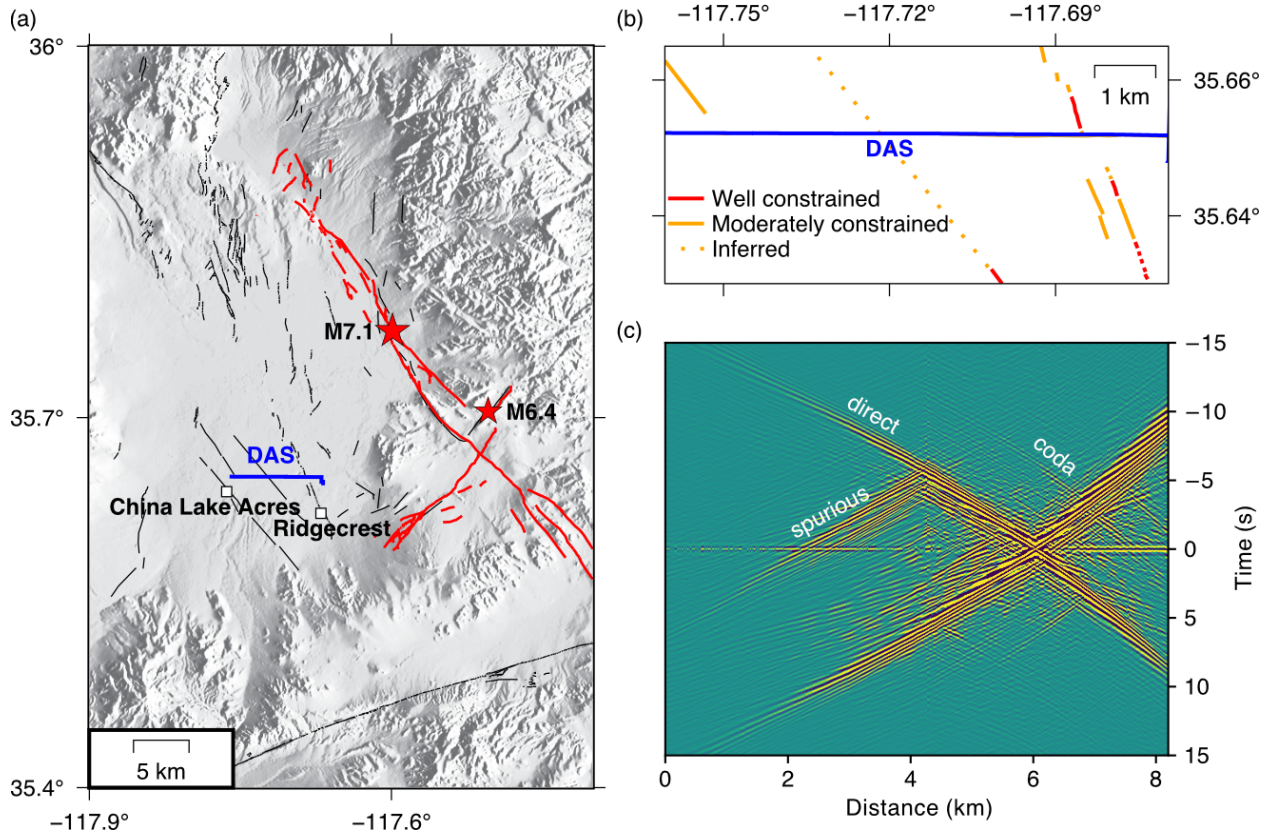 (a)
36°
35.7°
35.4°
−117.9°
−117.6°
M7.1
M6.4
DAS
China Lake Acres
Ridgecrest
5 km
(b)
−117.75°
−117.72°
−117.69°
35.66°
35.64°
1 km
DAS
Well constrained
Moderately constrained
Inferred
(c)
direct
spurious
coda
−15
−10
−5
0
5
10
15
Time (s)
0
2
4
6
8
Distance (km)